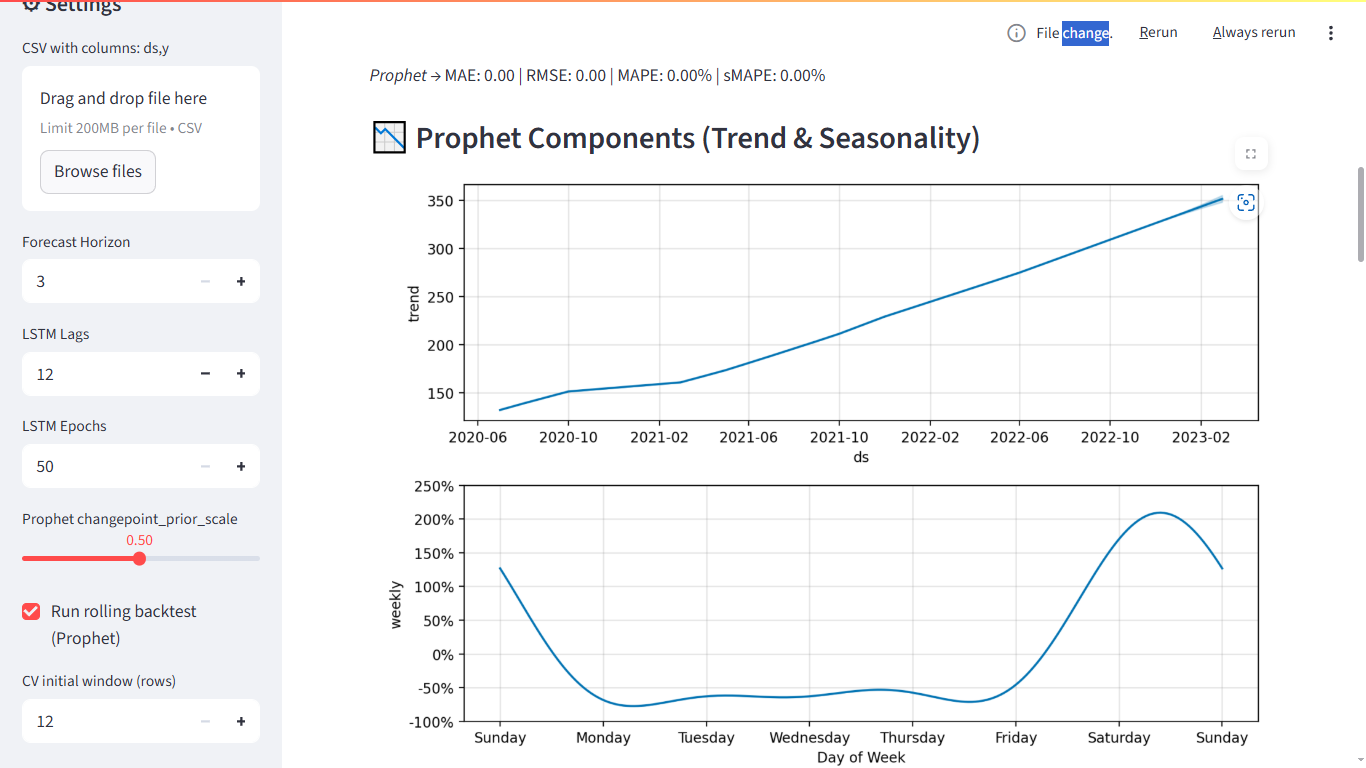 Settings
CSV with columns: ds,y
Drag and drop file here
Limit 200MB per file • CSV
Browse files
Forecast Horizon
3
LSTM Lags
12
LSTM Epochs
50
Prophet changepoint_prior_scale
0.50
Run rolling backtest
(Prophet)
CV initial window (rows)
12
File change. Rerun Always rerun
Prophet → MAE: 0.00 | RMSE: 0.00 | MAPE: 0.00% | sMAPE: 0.00%
Prophet Components (Trend & Seasonality)
350
300
250
200
150
trend
2020-06 2020-10 2021-02 2021-06 2021-10 2022-02 2022-06 2022-10 2023-02
ds
250%
200%
150%
100%
50%
0%
-50%
-100%
weekly
Sunday Monday Tuesday Wednesday Thursday Friday Saturday Sunday
Day of Week